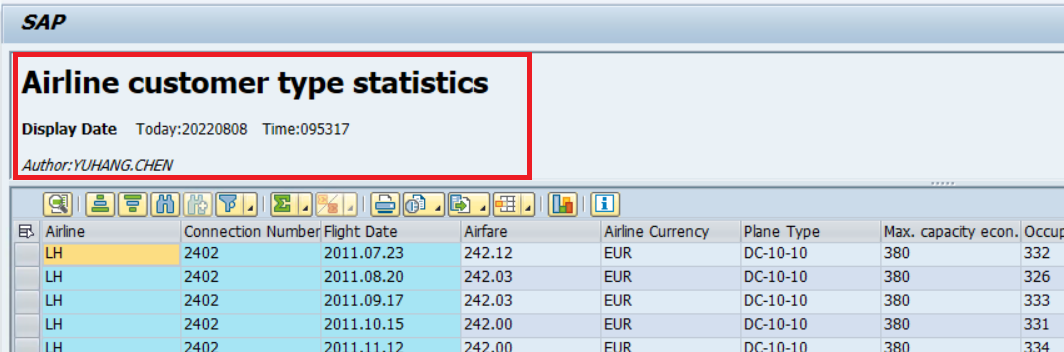 SAP
Airline customer type statistics
Display Date Today:20220808 Time:095317
Author:YUHANG.CHEN
Airline Connection Number Flight Date Airfare Airline Currency Plane Type Max. capacity econ. Occup
LH 2402 2011.07.23 242.12 EUR DC-10-10 380 332
LH 2402 2011.08.20 242.03 EUR DC-10-10 380 326
LH 2402 2011.09.17 242.03 EUR DC-10-10 380 333
LH 2402 2011.10.15 242.00 EUR DC-10-10 380 331
LH 2402 2011.11.12 242.00 EUR DC-10-10 380 334